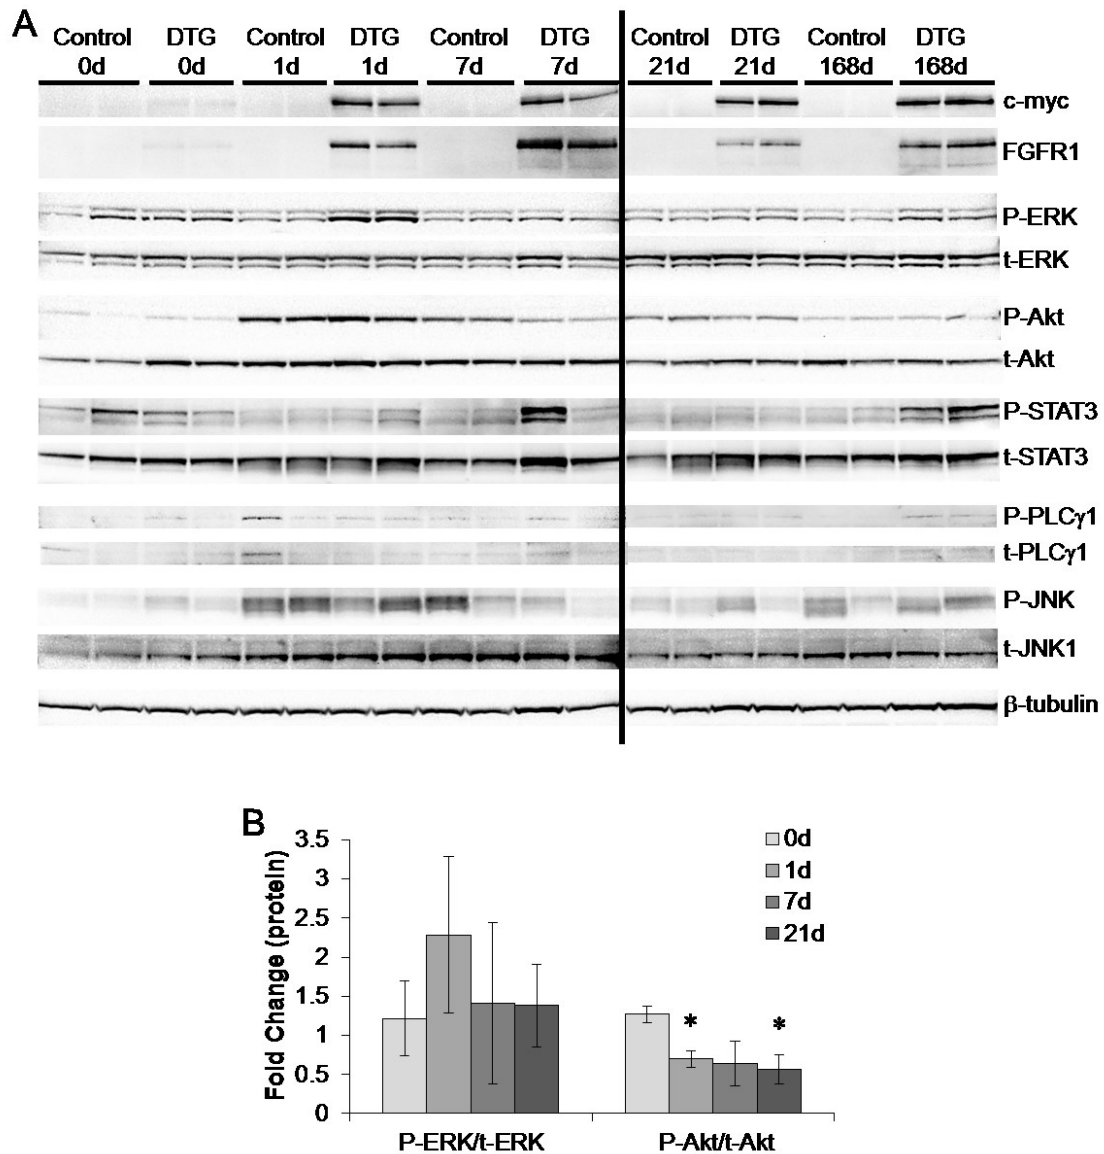 A
Control DTG Control DTG Control DTG Control DTG Control DTG
0d 0d 1d 1d 7d 7d 21d 21d 168d 168d
c-myc
FGFR1
P-ERK
t-ERK
P-Akt
t-Akt
P-STAT3
t-STAT3
P-PLCγ1
t-PLCγ1
P-JNK
t-JNK1
β-tubulin
B
Fold Change (protein)
3.5
3
2.5
2
1.5
1
0.5
0
0d
1d
7d
21d
* *
P-ERK/t-ERK P-Akt/t-Akt